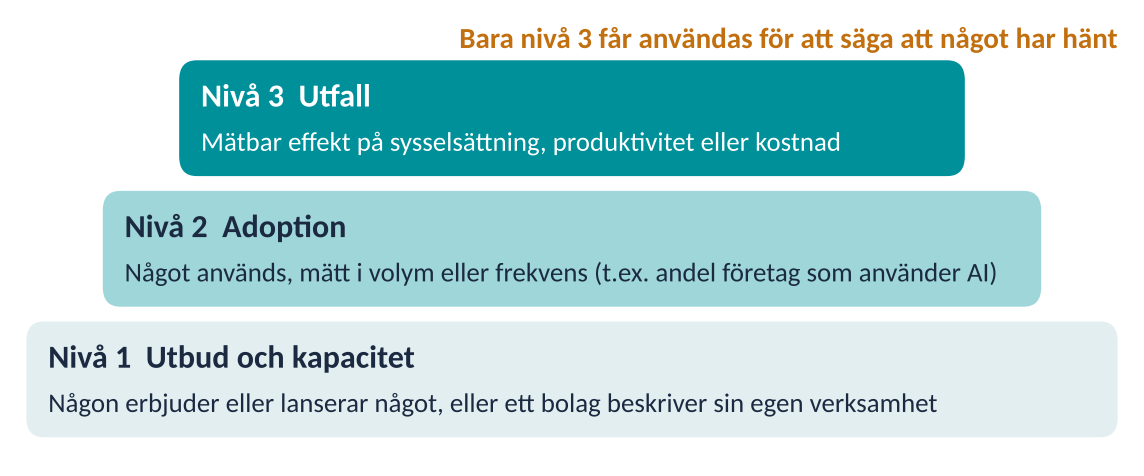 Bara nivå 3 får användas för att säga att något har hänt
Nivå 3  Utfall
Mätbar effekt på sysselsättning, produktivitet eller kostnad
Nivå 2  Adoption
Något används, mätt i volym eller frekvens (t.ex. andel företag som använder AI)
Nivå 1  Utbud och kapacitet
Någon erbjuder eller lanserar något, eller ett bolag beskriver sin egen verksamhet